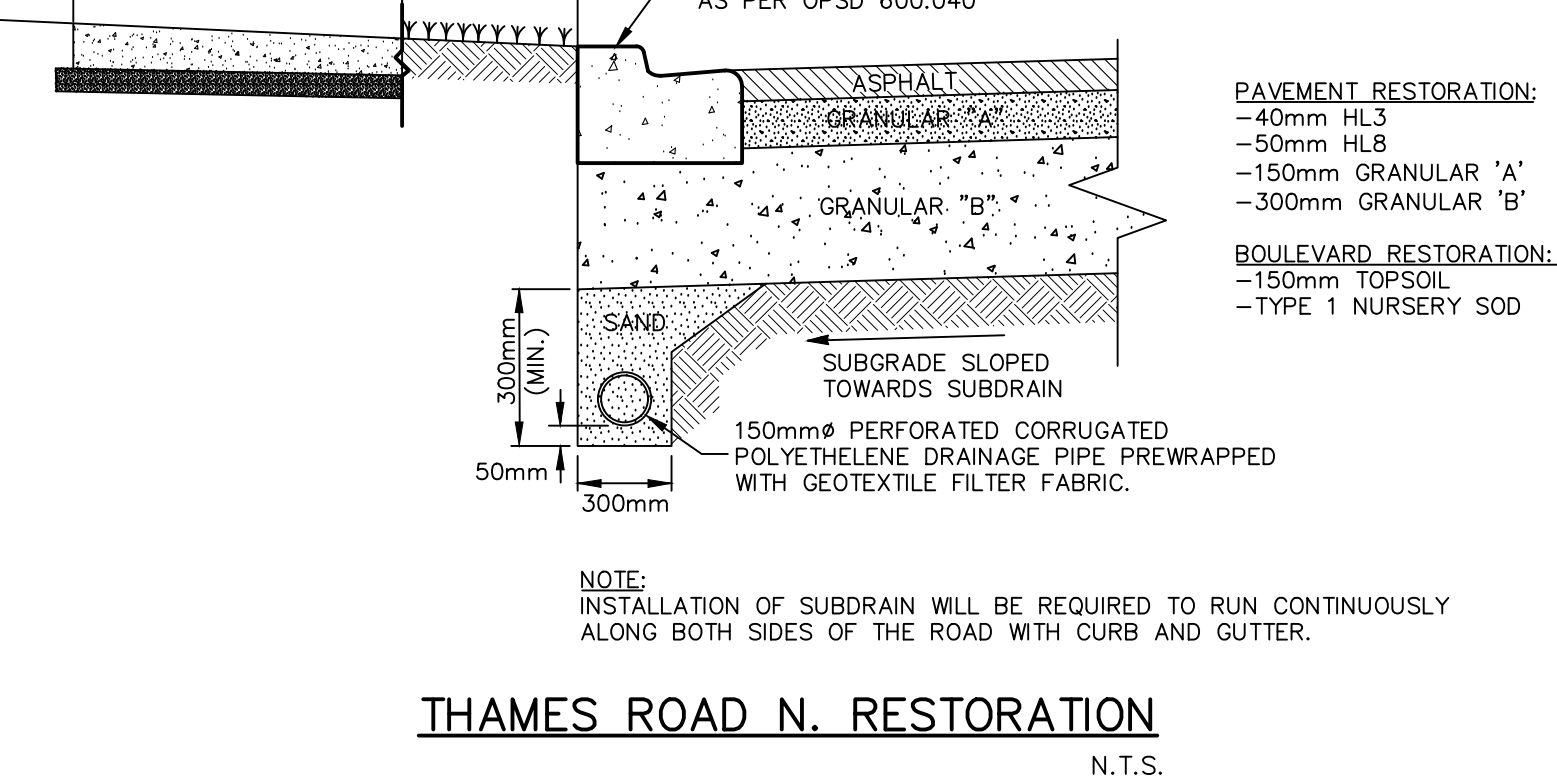 AS PER OPSD 600.040
ASPHALT
GRANULAR "A"
GRANULAR "B"
SAND
300mm
(MIN.)
50mm
300mm
SUBGRADE SLOPED
TOWARDS SUBDRAIN
150mmø PERFORATED CORRUGATED
POLYETHELENE DRAINAGE PIPE PREWRAPPED
WITH GEOTEXTILE FILTER FABRIC.
PAVEMENT RESTORATION:
-40mm HL3
-50mm HL8
-150mm GRANULAR 'A'
-300mm GRANULAR 'B'
BOULEVARD RESTORATION:
-150mm TOPSOIL
-TYPE 1 NURSERY SOD
NOTE:
INSTALLATION OF SUBDRAIN WILL BE REQUIRED TO RUN CONTINUOUSLY
ALONG BOTH SIDES OF THE ROAD WITH CURB AND GUTTER.
THAMES ROAD N. RESTORATION
N.T.S.